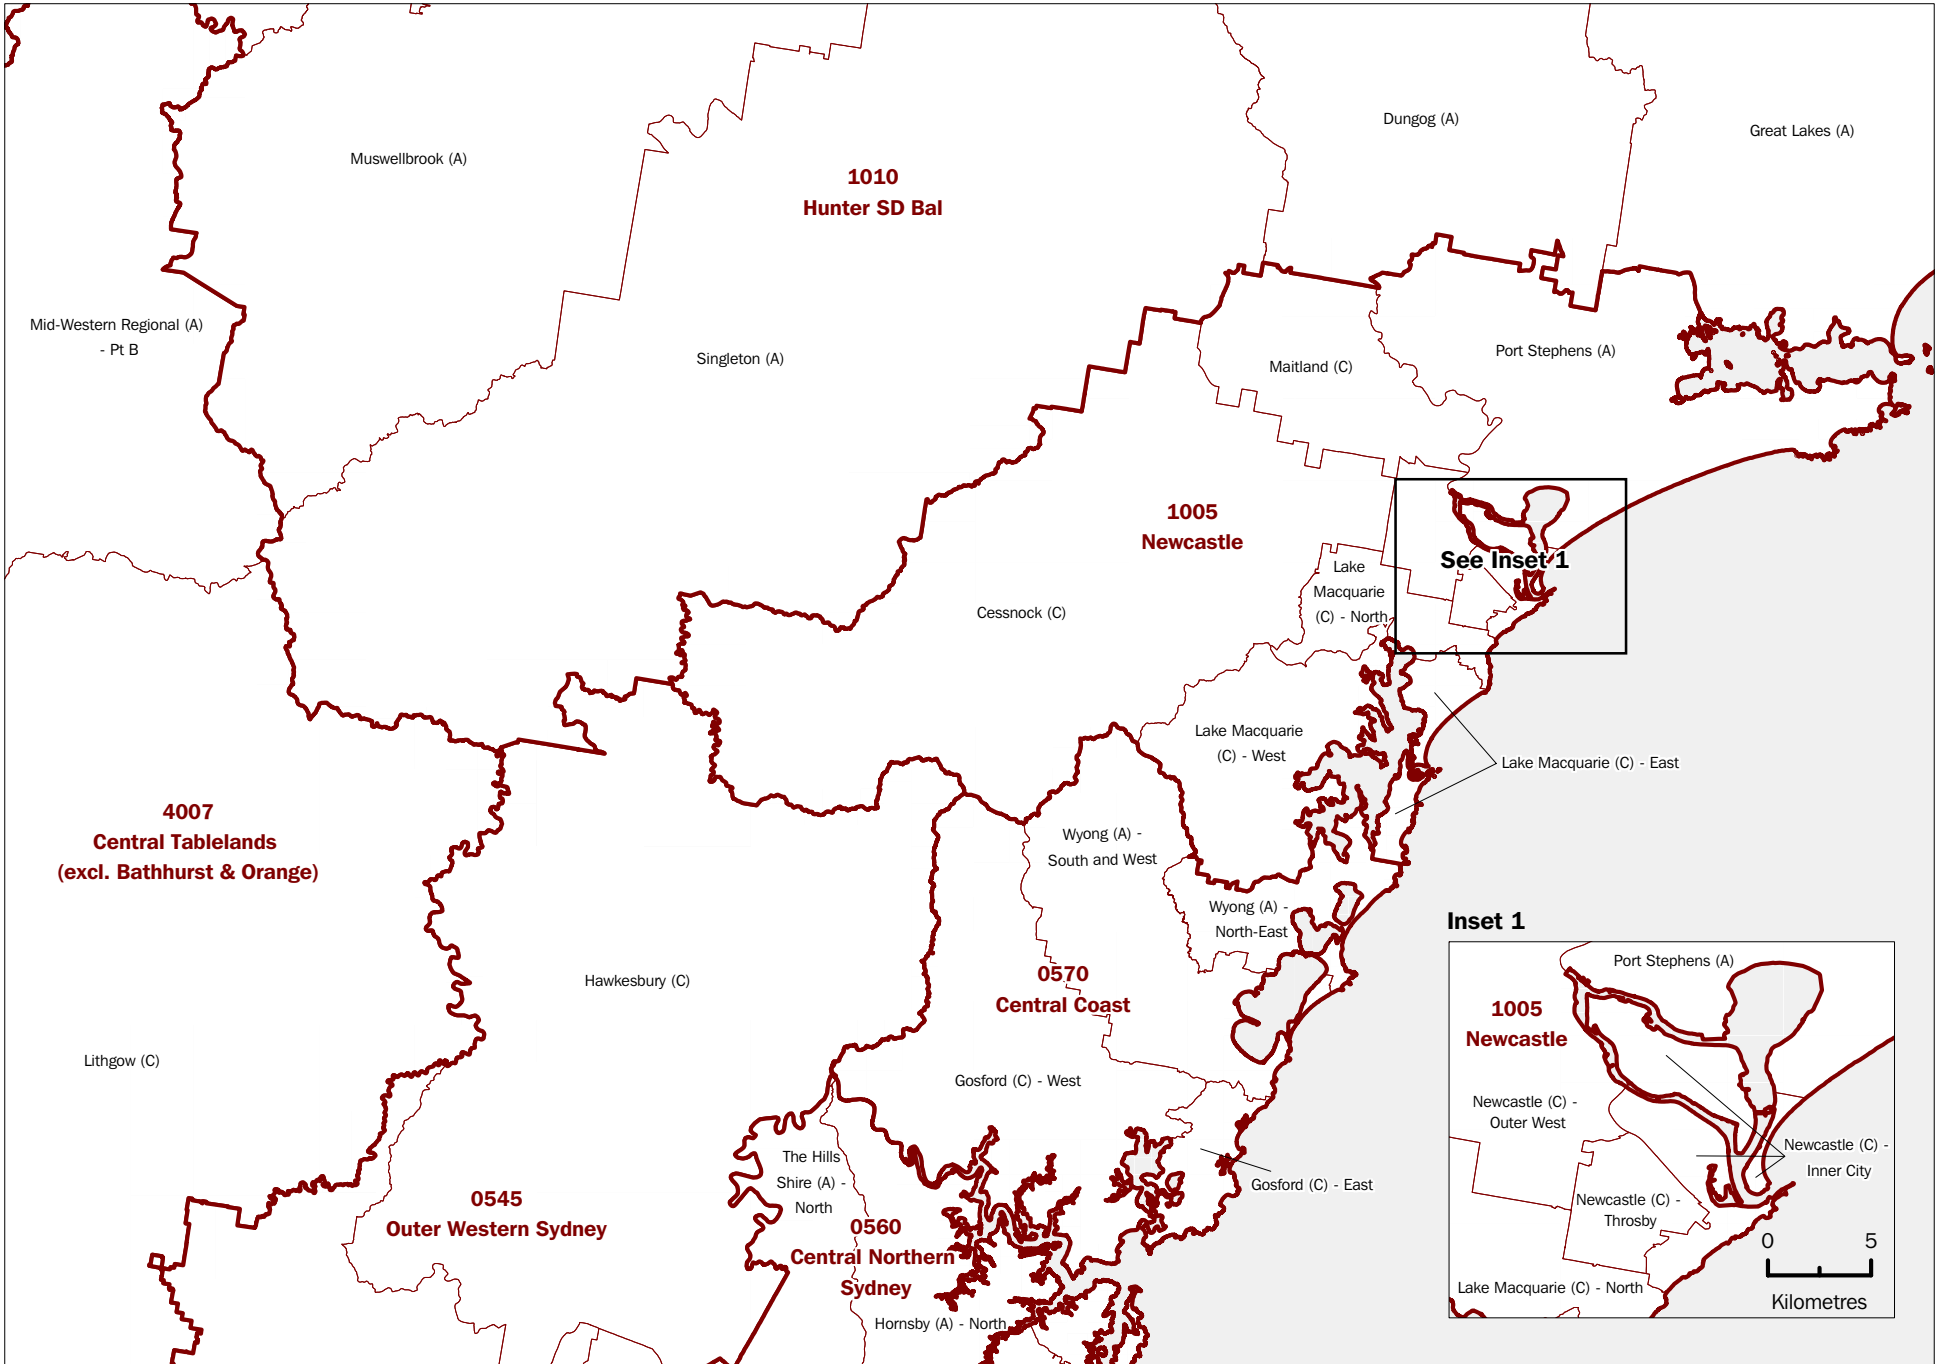 Dungog (A)
Great Lakes (A)
Muswellbrook (A)
1010
Hunter SD Bal
Mid-Western Regional (A)
- Pt B
Singleton (A)
Maitland (C)
Port Stephens (A)
1005
Newcastle
See Inset 1
Lake
Macquarie
(C) - North
Cessnock (C)
Lake Macquarie
(C) - West
Lake Macquarie (C) - East
4007
Central Tablelands
(excl. Bathhurst & Orange)
Wyong (A) -
South and West
Wyong (A) -
North-East
Hawkesbury (C)
0570
Central Coast
Lithgow (C)
Gosford (C) - West
The Hills
Shire (A) -
North
Gosford (C) - East
0545
Outer Western Sydney
0560
Central Northern
Sydney
Hornsby (A) - North
Inset 1
Port Stephens (A)
1005
Newcastle
Newcastle (C) -
Outer West
Newcastle (C) -
Inner City
Newcastle (C) -
Throsby
Lake Macquarie (C) - North
0 5
Kilometres